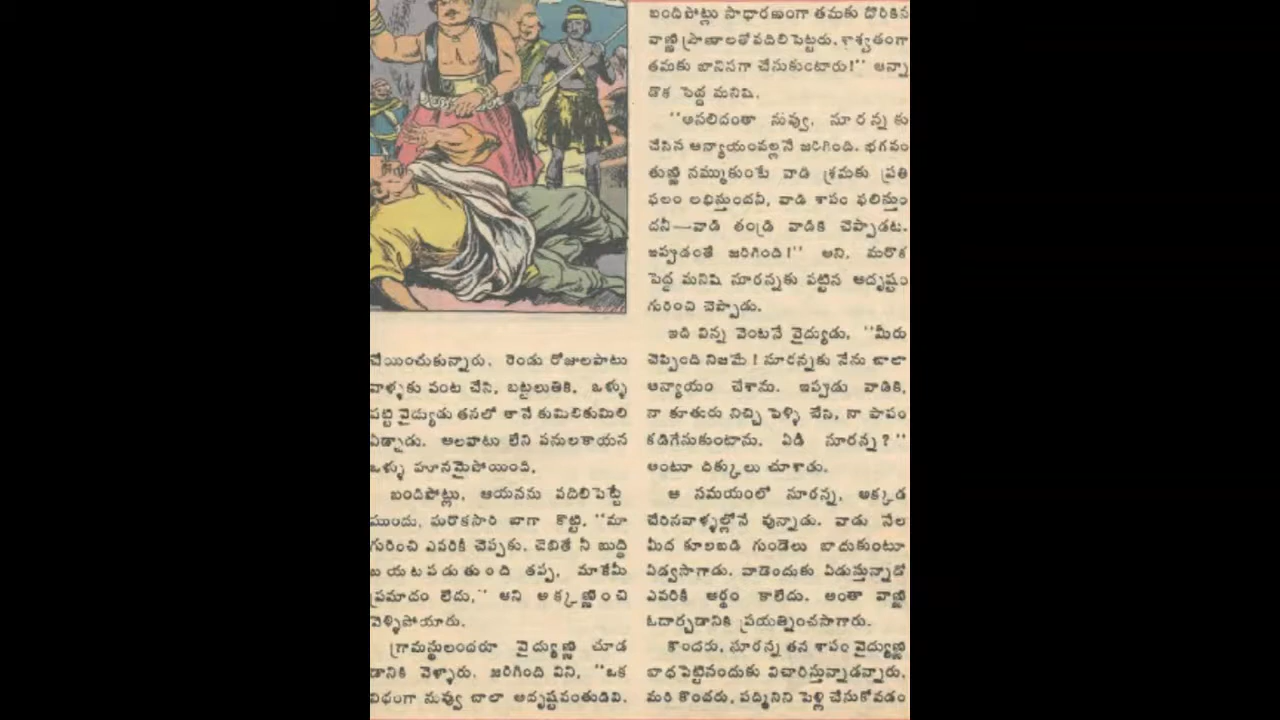 చేయించుకున్నారు. రెండు రోజులపాటు
వాళ్ళకు వంట చేసి, బట్టలుతికి, ఒళ్ళు
పట్టి వైద్యుడు తనలో తానే కుమిలికుమిలి
ఏడ్చాడు. అలవాటు లేని పనులకాయన
ఒళ్ళు హూనమైపోయింది.
బందిపోట్లు, ఆయనను వదిలిపెట్టే
ముందు, మరొకసారి బాగా కొట్టి, "మా
గురించి ఎవరికీ చెప్పకు. చెబితే నీ బుద్ధి
బయటపడుతుంది తప్ప, మాకేమీ
ప్రమాదం లేదు," అని అక్కణ్ణించి
వెళ్ళిపోయారు.
గ్రామస్థులందరూ వైద్యుణ్ణి చూడ
డానికి వెళ్ళారు. జరిగింది విని, "ఒక
విధంగా నువ్వు చాలా అదృష్టవంతుడివి.
బందిపోట్లు సాధారణంగా తమకు దొరికిన
వాణ్ణి ప్రాణాలతోవదిలిపెట్టరు. శాశ్వతంగా
తమకు బానిసగా చేసుకుంటారు!" అన్నా
డొక పెద్ద మనిషి.
"అసలిదంతా నువ్వు, సూరన్నకు
చేసిన అన్యాయంవల్లనే జరిగింది. భగవం
తుణ్ణి నమ్ముకుంటే వాడి శ్రమకు ప్రతి
ఫలం లభిస్తుందనీ, వాడి శాపం ఫలిస్తుం
దనీ—వాడి తండ్రి వాడికి చెప్పాడట.
ఇప్పుడంతే జరిగింది!" అని, మరొక
పెద్ద మనిషి సూరన్నకు పట్టిన అదృష్టం
గురించి చెప్పాడు.
ఇది విన్న వెంటనే వైద్యుడు, "మీరు
చెప్పింది నిజమే! సూరన్నకు నేను చాలా
అన్యాయం చేశాను. ఇప్పుడు వాడికి,
నా కూతురు నిచ్చి పెళ్ళి చేసి, నా పాపం
కడిగేసుకుంటాను. ఏడీ సూరన్న?"
అంటూ దిక్కులు చూశాడు.
ఆ సమయంలో సూరన్న, అక్కడ
చేరినవాళ్ళల్లోనే వున్నాడు. వాడు నేల
మీద కూలబడి గుండెలు బాదుకుంటూ
ఏడ్వసాగాడు. వాడెందుకు ఏడుస్తున్నాడో
ఎవరికీ అర్థం కాలేదు. అంతా వాణ్ణి
ఓదార్చడానికి ప్రయత్నించసాగారు.
కొందరు, సూరన్న తన శాపం వైద్యుణ్ణి
బాధపెట్టినందుకు విచారిస్తున్నాడన్నారు.
మరి కొందరు, పద్మినిని పెళ్లి చేసుకోవడం